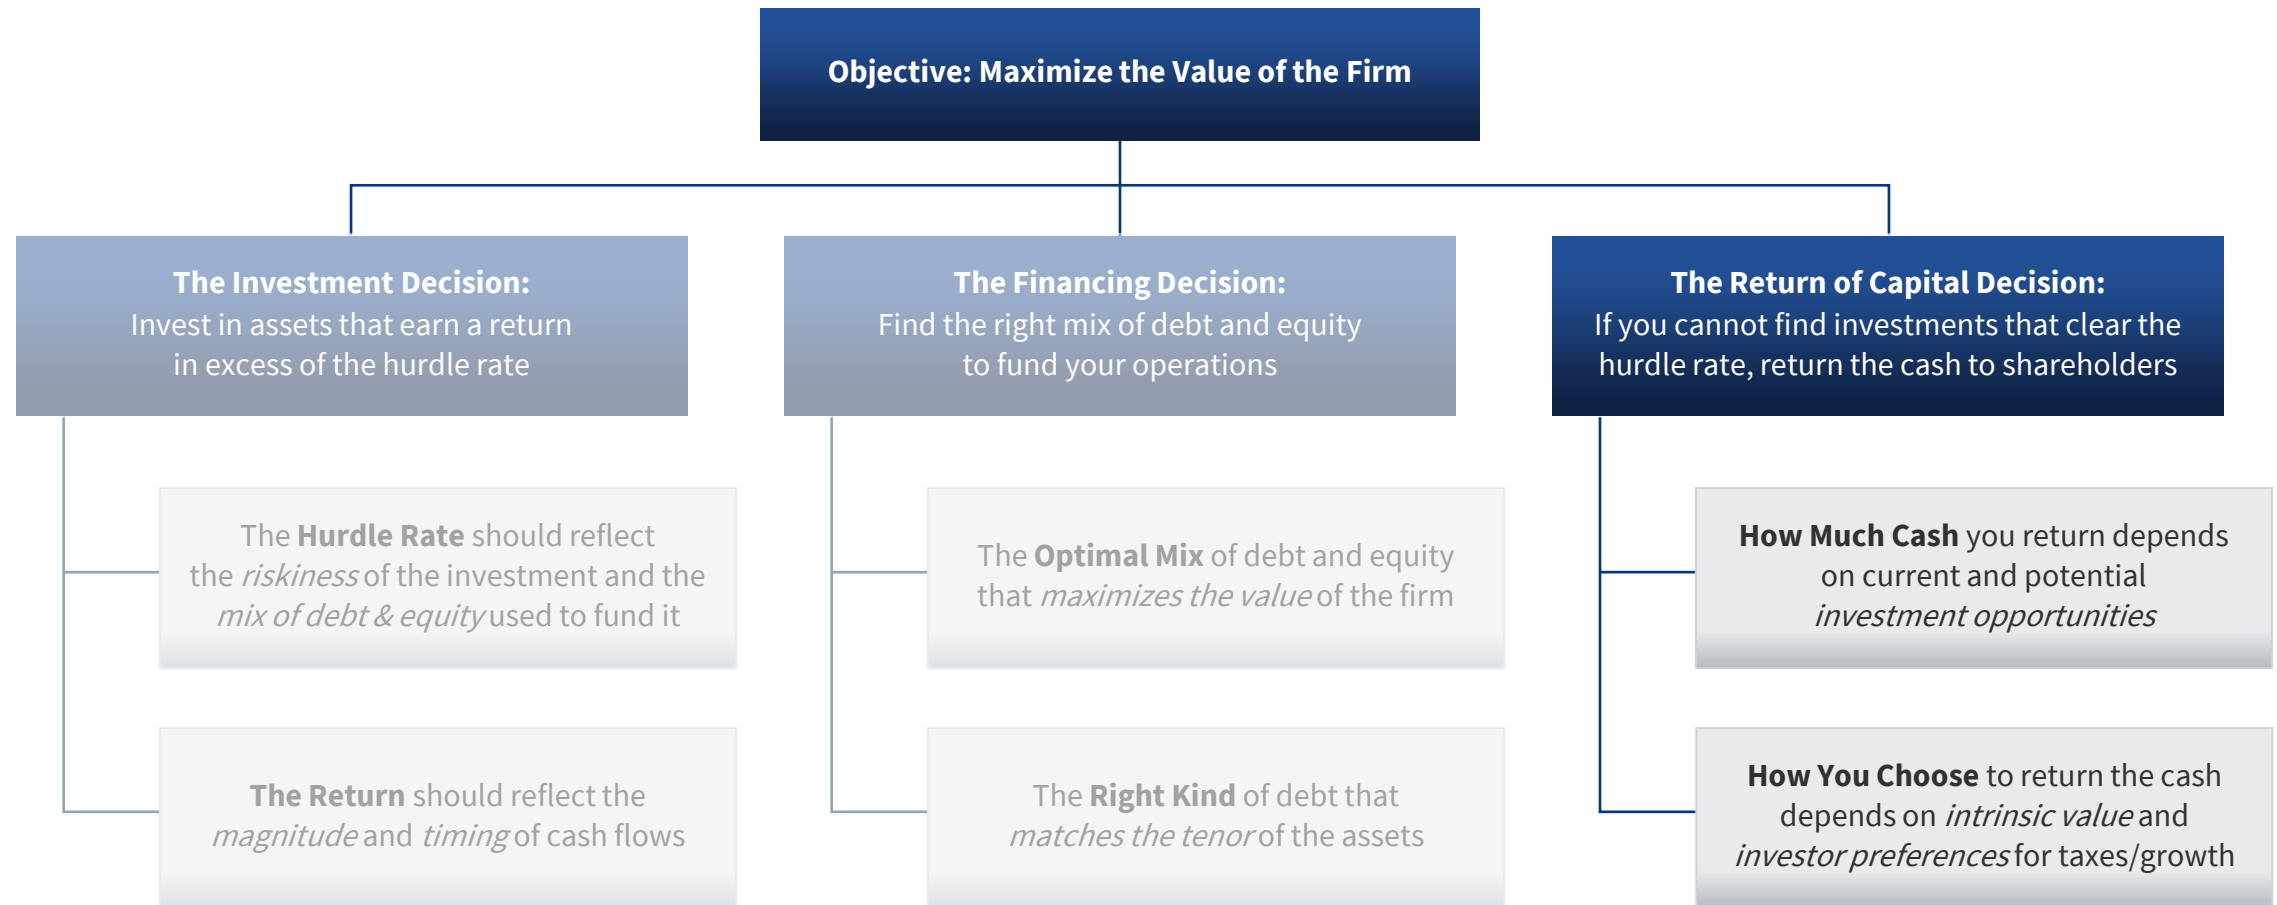 Objective: Maximize the Value of the Firm
The Investment Decision:
Invest in assets that earn a return
in excess of the hurdle rate
The Hurdle Rate should reflect
the riskiness of the investment and the
mix of debt & equity used to fund it
The Return should reflect the
magnitude and timing of cash flows
The Financing Decision:
Find the right mix of debt and equity
to fund your operations
The Optimal Mix of debt and equity
that maximizes the value of the firm
The Right Kind of debt that
matches the tenor of the assets
The Return of Capital Decision:
If you cannot find investments that clear the
hurdle rate, return the cash to shareholders
How Much Cash you return depends
on current and potential
investment opportunities
How You Choose to return the cash
depends on intrinsic value and
investor preferences for taxes/growth